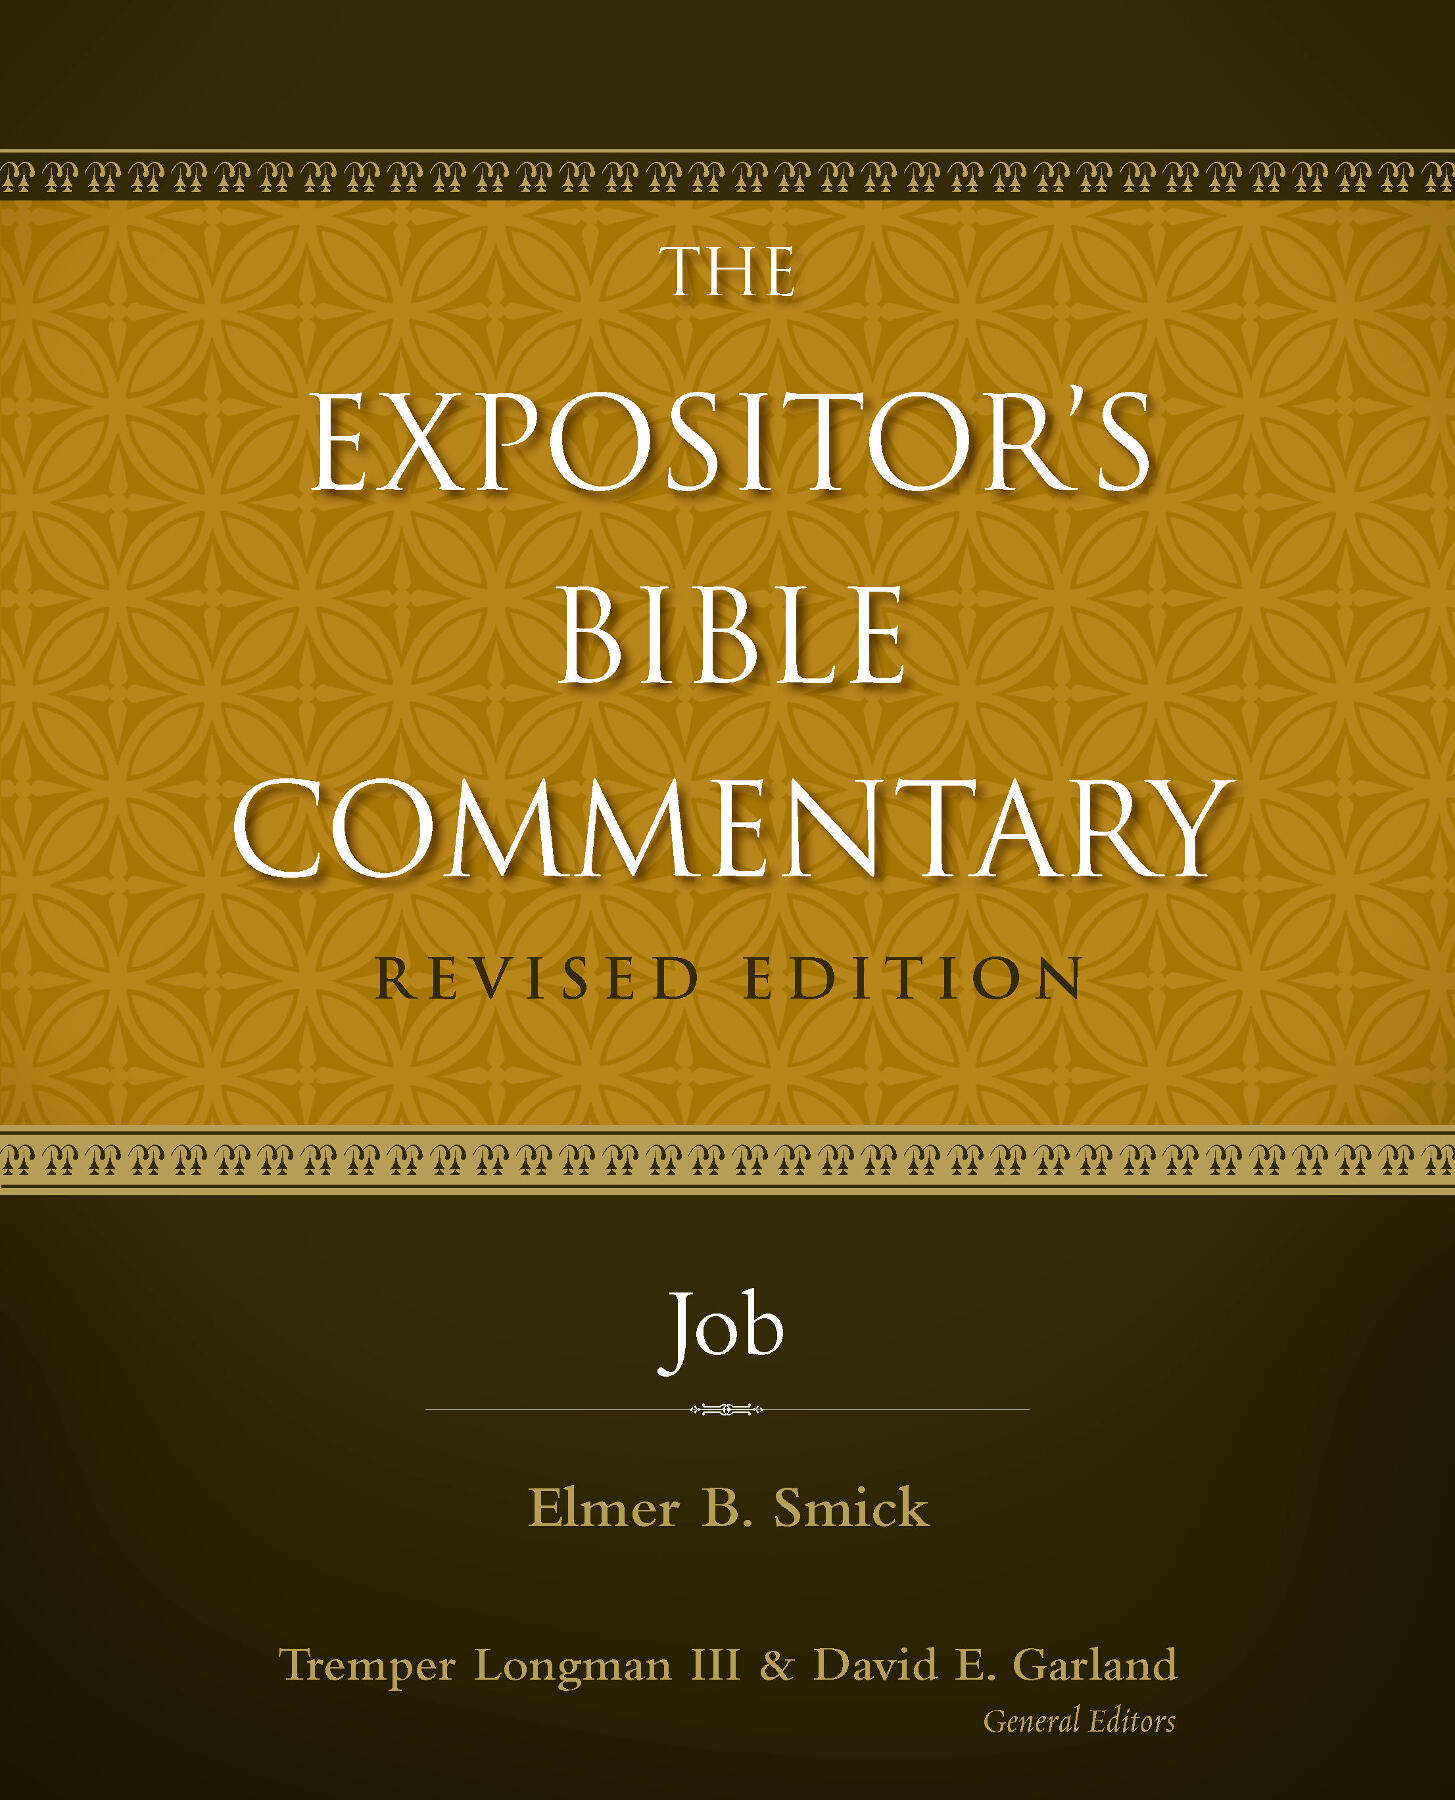 THE
EXPOSITOR’S
BIBLE
COMMENTARY
REVISED EDITION
Job
Elmer B. Smick
Tremper Longman III & David E. Garland
General Editors